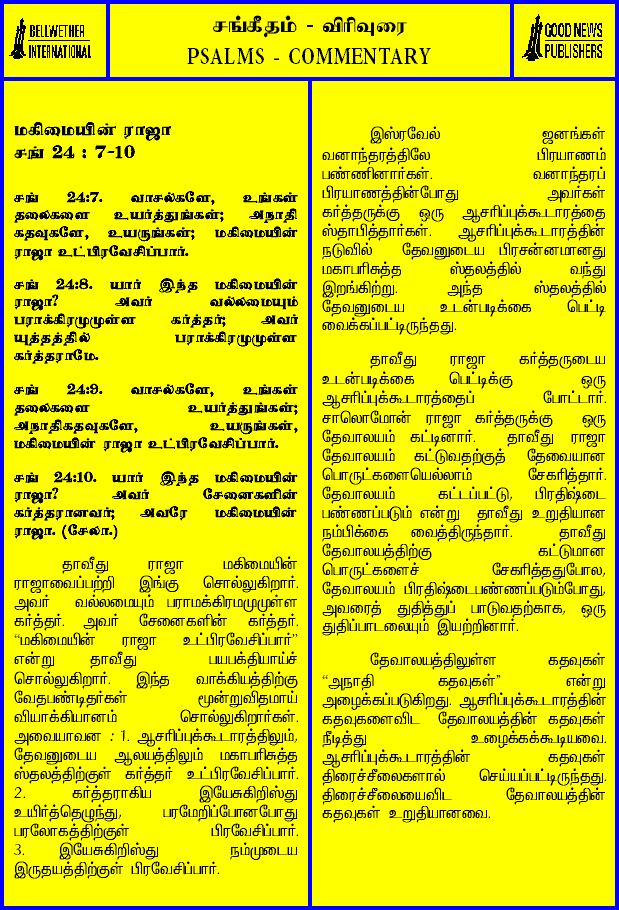 BELLWETHER
INTERNATIONAL
சங்கீதம் - விரிவுரை
PSALMS - COMMENTARY
GOOD NEWS
PUBLISHERS
மகிமையின் ராஜா
சங் 24 : 7-10
சங் 24:7. வாசல்களே, உங்கள்
தலைகளை உயர்த்துங்கள்; அநாதி
கதவுகளே, உயருங்கள்; மகிமையின்
ராஜா உட்பிரவேசிப்பார்.
சங் 24:8. யார் இந்த மகிமையின்
ராஜா? அவர் வல்லமையும்
பராக்கிரமமுமுள்ள கர்த்தர்; அவர்
யுத்தத்தில் பராக்கிரமமுமுள்ள
கர்த்தராமே.
சங் 24:9. வாசல்களே, உங்கள்
தலைகளை உயர்த்துங்கள்;
அநாதிகதவுகளே, உயருங்கள்,
மகிமையின் ராஜா உட்பிரவேசிப்பார்.
சங் 24:10. யார் இந்த மகிமையின்
ராஜா? அவர் சேனைகளின்
கர்த்தரானவர்; அவரே மகிமையின்
ராஜா. (சேலா.)
தாவீது ராஜா மகிமையின்
ராஜாவைப்பற்றி இங்கு சொல்லுகிறார்.
அவர் வல்லமையும் பராமக்கிரமமுமுள்ள
கர்த்தர். அவர் சேனைகளின் கர்த்தர்.
“மகிமையின் ராஜா உட்பிரவேசிப்பார்”
என்று தாவீது பயபக்தியாய்ச்
சொல்லுகிறார். இந்த வாக்கியத்திற்கு
வேதபண்டிதர்கள் மூன்றுவிதமாய்
வியாக்கியானம் சொல்லுகிறார்கள்.
அவையாவன : 1. ஆசரிப்புக்கூடாரத்திலும்,
தேவனுடைய ஆலயத்திலும் மகாபரிசுத்த
ஸ்தலத்திற்குள் கர்த்தர் உட்பிரவேசிப்பார்.
2. கர்த்தராகிய இயேசுகிறிஸ்து
உயிர்த்தெழுந்து, பரமேறிப்போனபோது
பரலோகத்திற்குள் பிரவேசிப்பார்.
3. இயேசுகிறிஸ்து நம்முடைய
இருதயத்திற்குள் பிரவேசிப்பார்.
இஸ்ரவேல் ஜனங்கள்
வனாந்தரத்திலே பிரயாணம்
பண்ணினார்கள். வனாந்தரப்
பிரயாணத்தின்போது அவர்கள்
கர்த்தருக்கு ஒரு ஆசரிப்புக்கூடாரத்தை
ஸ்தாபித்தார்கள். ஆசரிப்புக்கூடாரத்தின்
நடுவில் தேவனுடைய பிரசன்னமானது
மகாபரிசுத்த ஸ்தலத்தில் வந்து
இறங்கிற்று. அந்த ஸ்தலத்தில்
தேவனுடைய உடன்படிக்கை பெட்டி
வைக்கப்பட்டிருந்தது.
தாவீது ராஜா கர்த்தருடைய
உடன்படிக்கை பெட்டிக்கு ஒரு
ஆசரிப்புக்கூடாரத்தைப் போட்டார்.
சாலொமோன் ராஜா கர்த்தருக்கு ஒரு
தேவாலயம் கட்டினார். தாவீது ராஜா
தேவாலயம் கட்டுவதற்குத் தேவையான
பொருட்களையெல்லாம் சேகரித்தார்.
தேவாலயம் கட்டப்பட்டு, பிரதிஷ்டை
பண்ணப்படும் என்று தாவீது உறுதியான
நம்பிக்கை வைத்திருந்தார். தாவீது
தேவாலயத்திற்கு கட்டுமான
பொருட்களைச் சேகரித்ததுபோல,
தேவாலயம் பிரதிஷ்டைபண்ணப்படும்போது,
அவரைத் துதித்துப் பாடுவதற்காக, ஒரு
துதிப்பாடலையும் இயற்றினார்.
தேவாலயத்திலுள்ள கதவுகள்
“அநாதி கதவுகள்” என்று
அழைக்கப்படுகிறது. ஆசரிப்புக்கூடாரத்தின்
கதவுகளைவிட தேவாலயத்தின் கதவுகள்
நீடித்து உழைக்கக்கூடியவை.
ஆசரிப்புக்கூடாரத்தின் கதவுகள்
திரைச்சீலைகளால் செய்யப்பட்டிருந்தது.
திரைச்சீலையைவிட தேவாலயத்தின்
கதவுகள் உறுதியானவை.